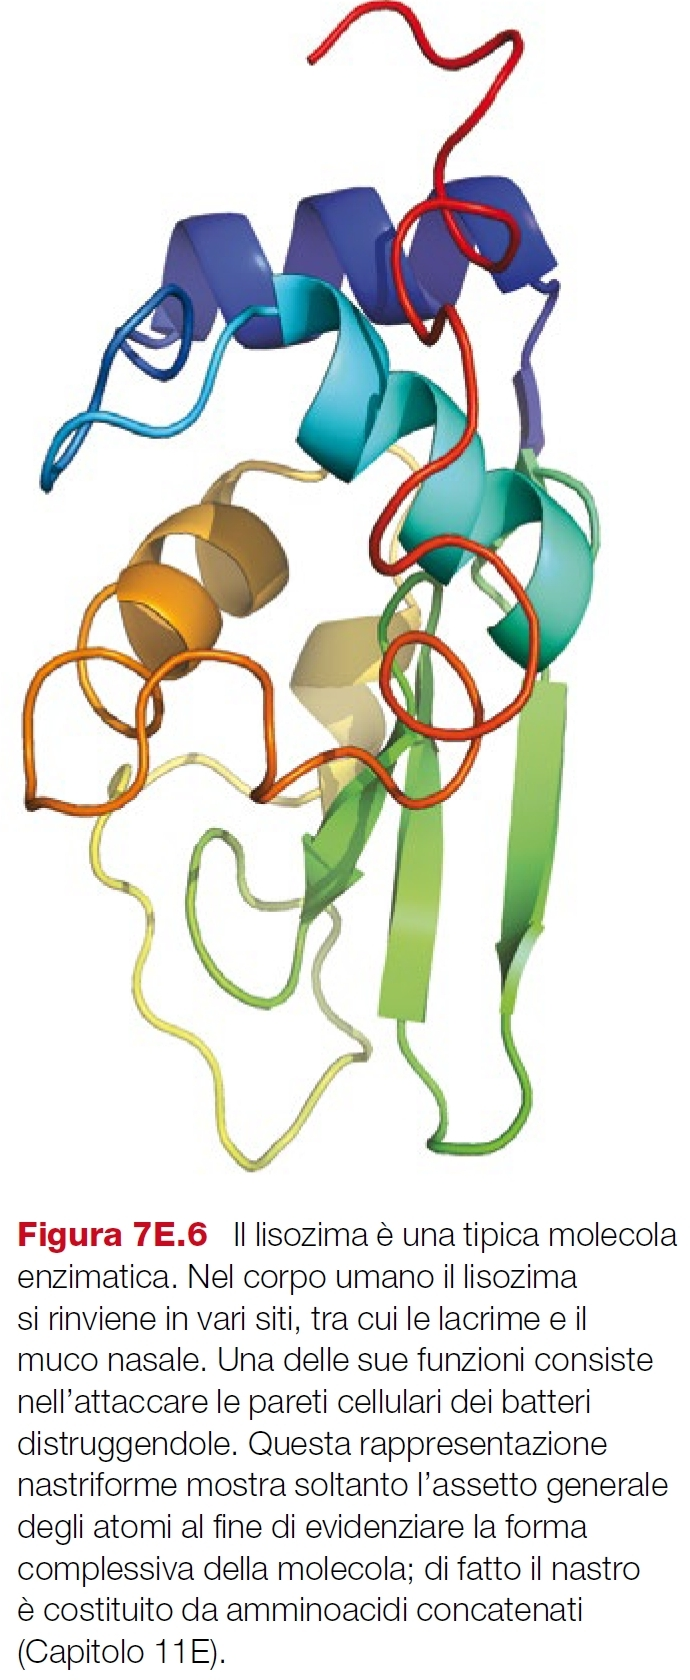 Figura 7E.6 Il lisozima è una tipica molecola
enzimatica. Nel corpo umano il lisozima
si rinviene in vari siti, tra cui le lacrime e il
muco nasale. Una delle sue funzioni consiste
nell’attaccare le pareti cellulari dei batteri
distruggendole. Questa rappresentazione
nastriforme mostra soltanto l’assetto generale
degli atomi al fine di evidenziare la forma
complessiva della molecola; di fatto il nastro
è costituito da amminoacidi concatenati
(Capitolo 11E).